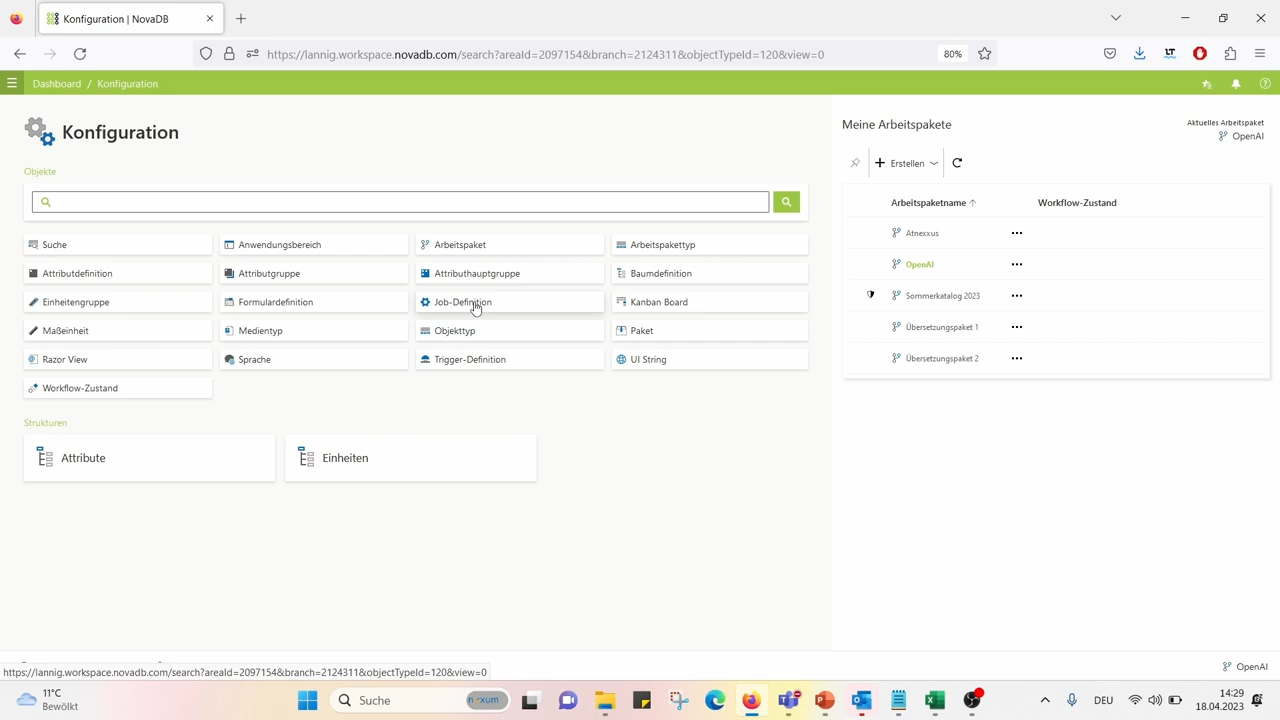 Konfiguration | NovaDB
https://lannig.workspace.novadb.com/search?areaId=2097154&branch=2124311&objectTypeId=120&view=0
80%
Dashboard / Konfiguration
Konfiguration
Objekte
Suche
Anwendungsbereich
Arbeitspaket
Arbeitspakettyp
Attributdefinition
Attributgruppe
Attributhauptgruppe
Baumdefinition
Einheitengruppe
Formulardefinition
Job-Definition
Kanban Board
Maßeinheit
Medientyp
Objekttyp
Paket
Razor View
Sprache
Trigger-Definition
UI String
Workflow-Zustand
Strukturen
Attribute
Einheiten
Meine Arbeitspakete
Aktuelles Arbeitspaket
OpenAI
Erstellen
Arbeitspaketname
Workflow-Zustand
Atnexxus
OpenAI
Sommerkatalog 2023
Übersetzungspaket 1
Übersetzungspaket 2
https://lannig.workspace.novadb.com/search?areaId=2097154&branch=2124311&objectTypeId=120&view=0
OpenAI
11°C
Bewölkt
Suche
DEU
14:29
18.04.2023